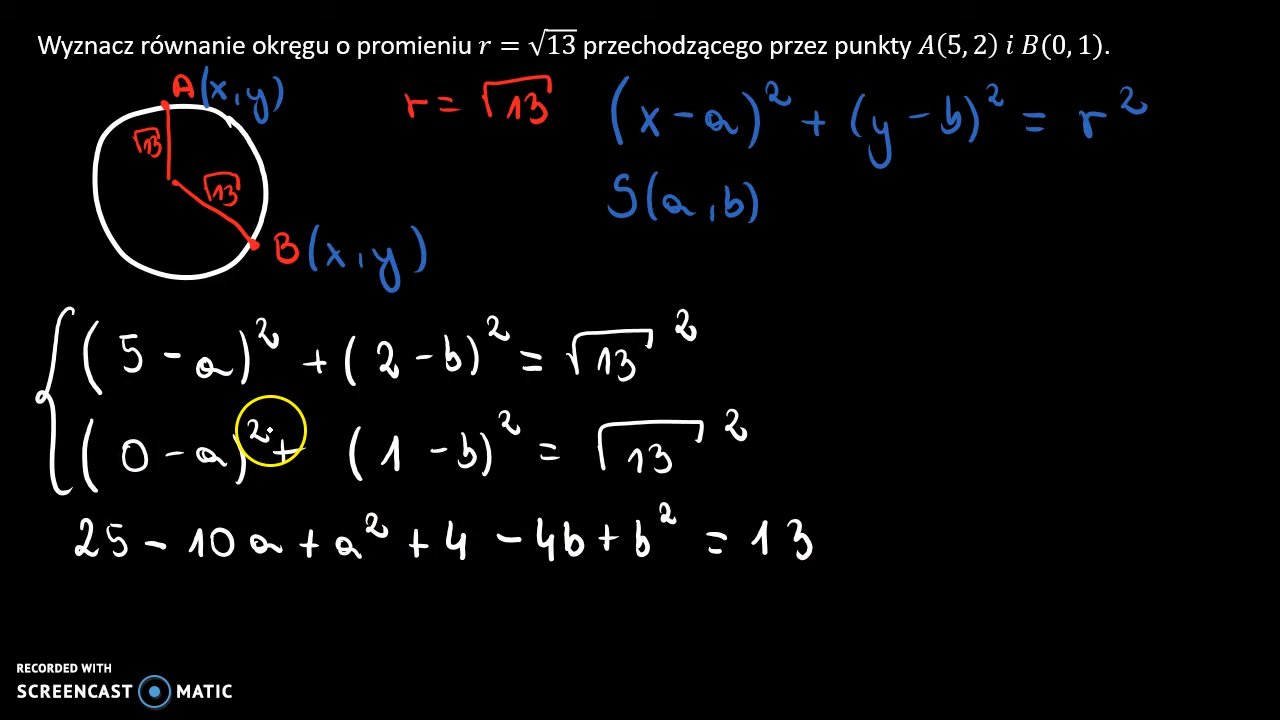 Wyznacz równanie okręgu o promieniu r = √13 przechodzącego przez punkty A(5, 2) i B(0, 1).
A(x, y)
r = √13
(x - a)² + (y - b)² = r²
√13
√13
S(a, b)
B(x, y)
(5 - a)² + (2 - b)² = √13²
(0 - a)² + (1 - b)² = √13²
25 - 10a + a² + 4 - 4b + b² = 13
RECORDED WITH
SCREENCAST MATIC